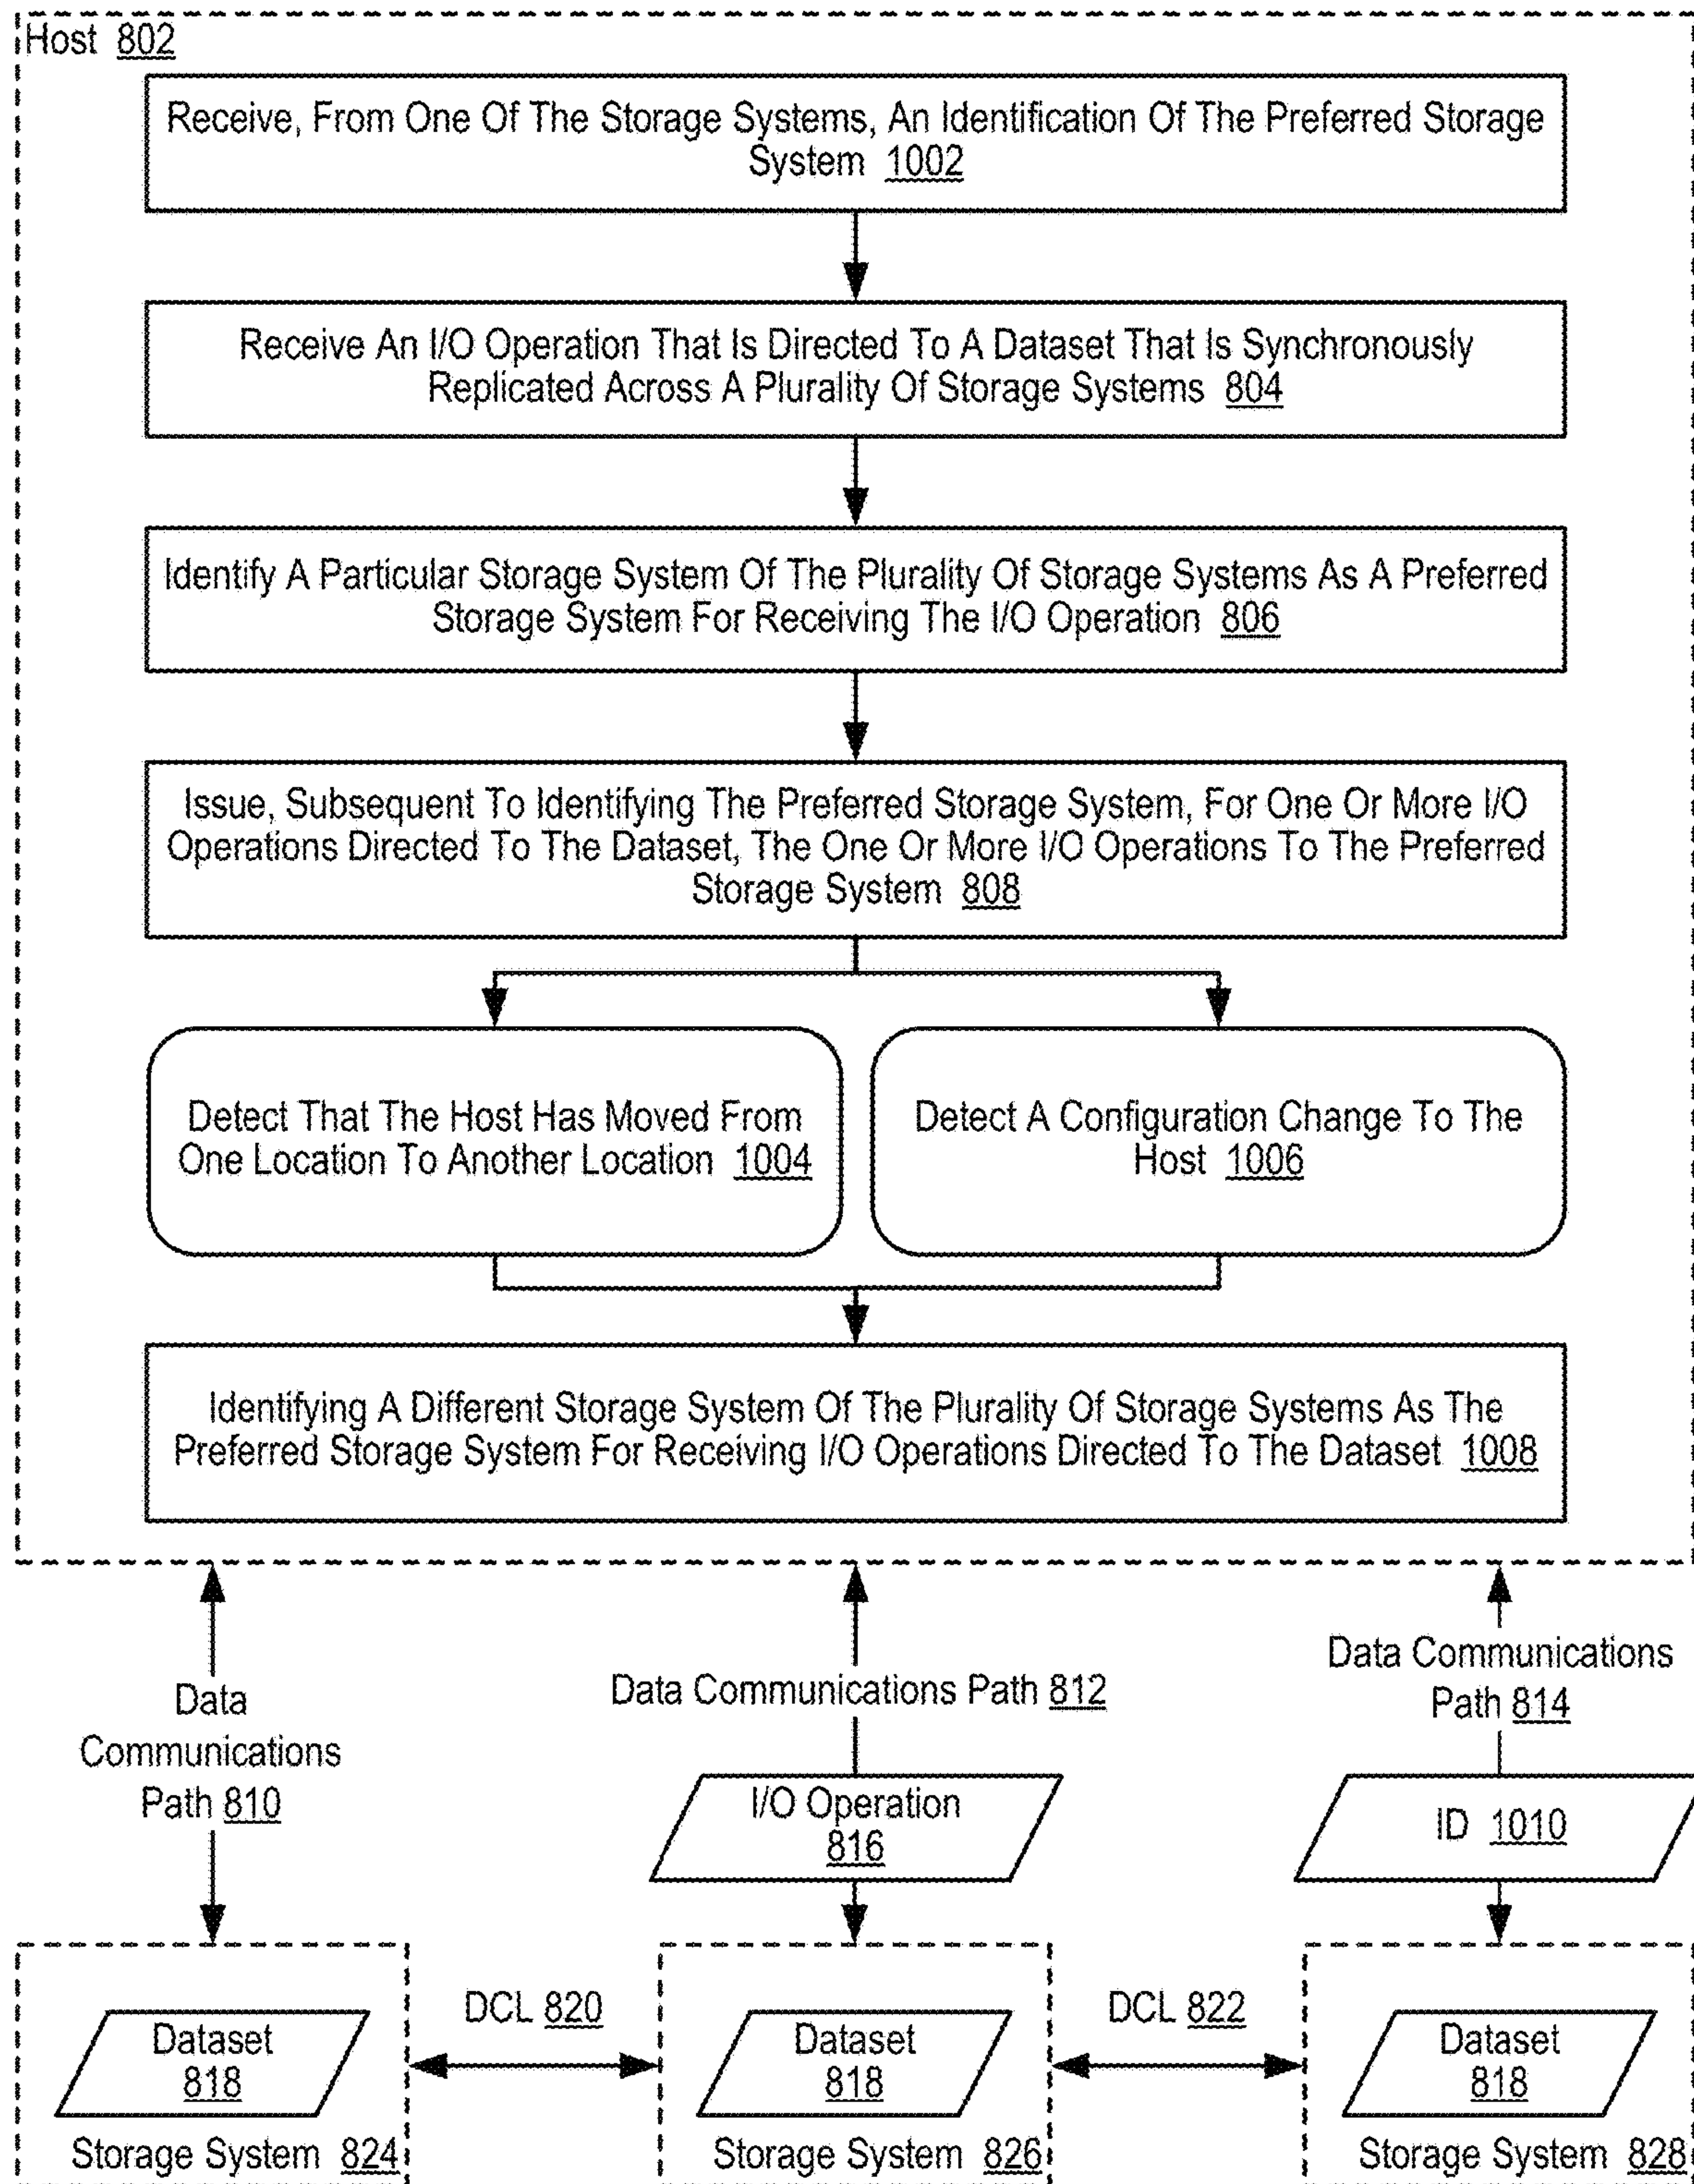 Host 802
Receive, From One Of The Storage Systems, An Identification Of The Preferred Storage
System 1002
Receive An I/O Operation That Is Directed To A Dataset That Is Synchronously
Replicated Across A Plurality Of Storage Systems 804
Identify A Particular Storage System Of The Plurality Of Storage Systems As A Preferred
Storage System For Receiving The I/O Operation 806
Issue, Subsequent To Identifying The Preferred Storage System, For One Or More I/O
Operations Directed To The Dataset, The One Or More I/O Operations To The Preferred
Storage System 808
Detect That The Host Has Moved From
One Location To Another Location 1004
Detect A Configuration Change To The
Host 1006
Identifying A Different Storage System Of The Plurality Of Storage Systems As The
Preferred Storage System For Receiving I/O Operations Directed To The Dataset 1008
Data
Communications
Path 810
Data Communications Path 812
Data Communications
Path 814
I/O Operation
816
ID 1010
Dataset
818
Storage System 824
DCL 820
Dataset
818
Storage System 826
DCL 822
Dataset
818
Storage System 828